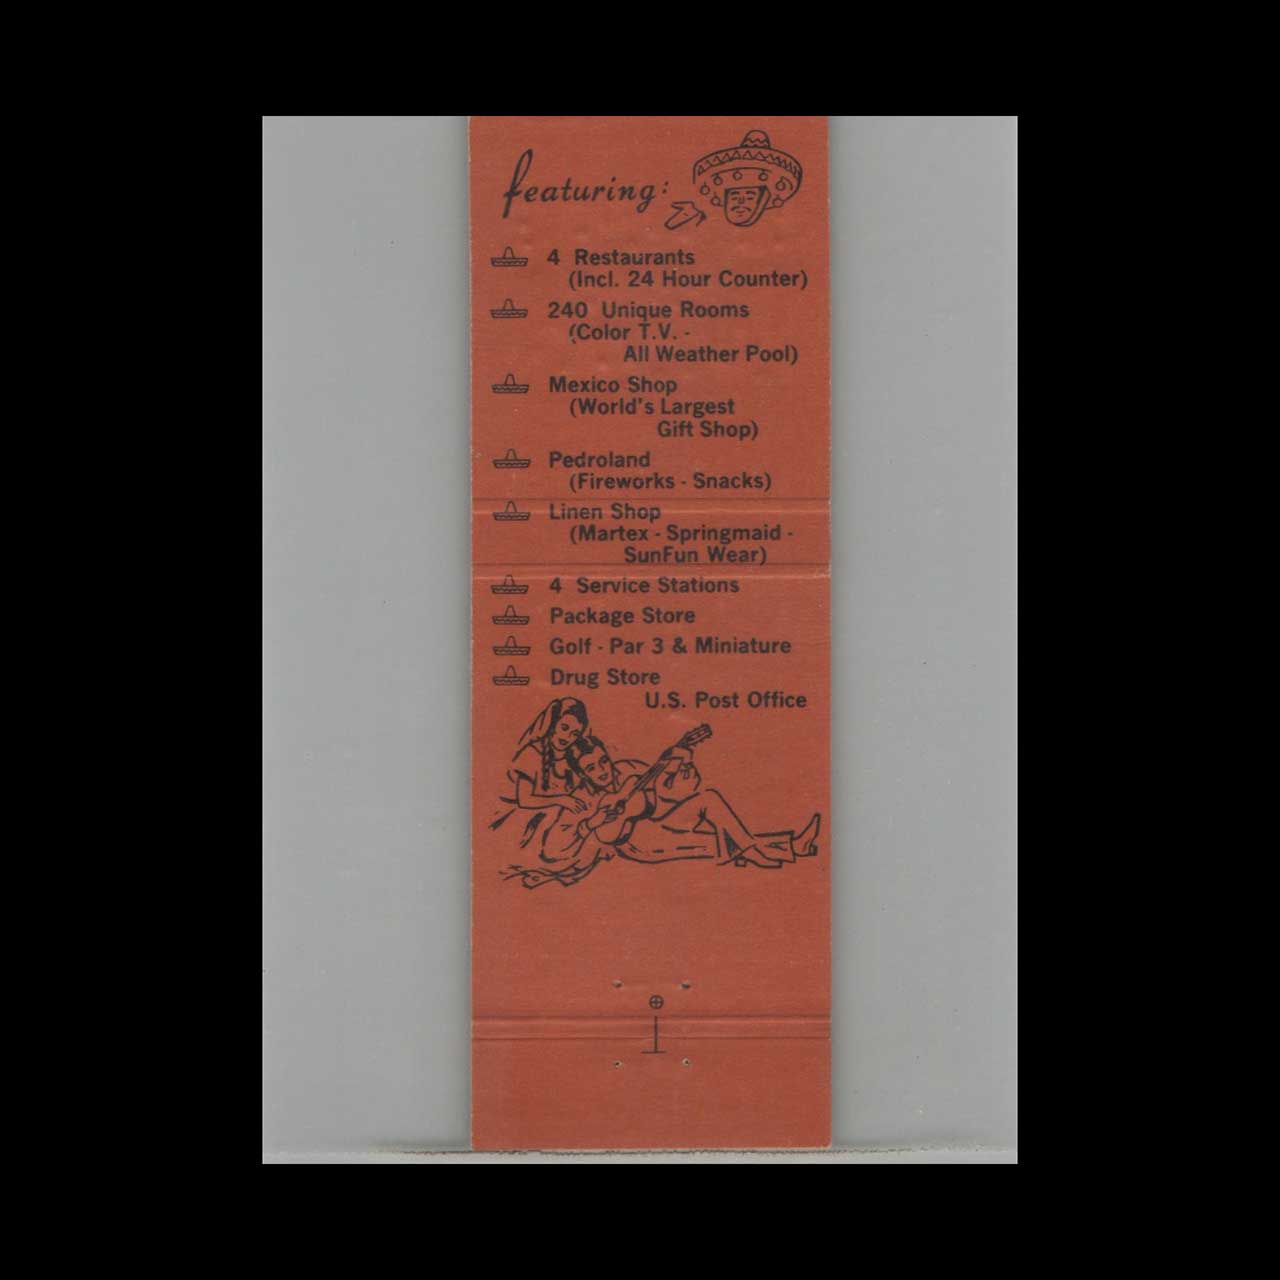 featuring:
4 Restaurants
(Incl. 24 Hour Counter)
240 Unique Rooms
(Color T.V. -
All Weather Pool)
Mexico Shop
(World's Largest
Gift Shop)
Pedroland
(Fireworks - Snacks)
Linen Shop
(Martex - Springmaid -
SunFun Wear)
4 Service Stations
Package Store
Golf - Par 3 & Miniature
Drug Store
U.S. Post Office